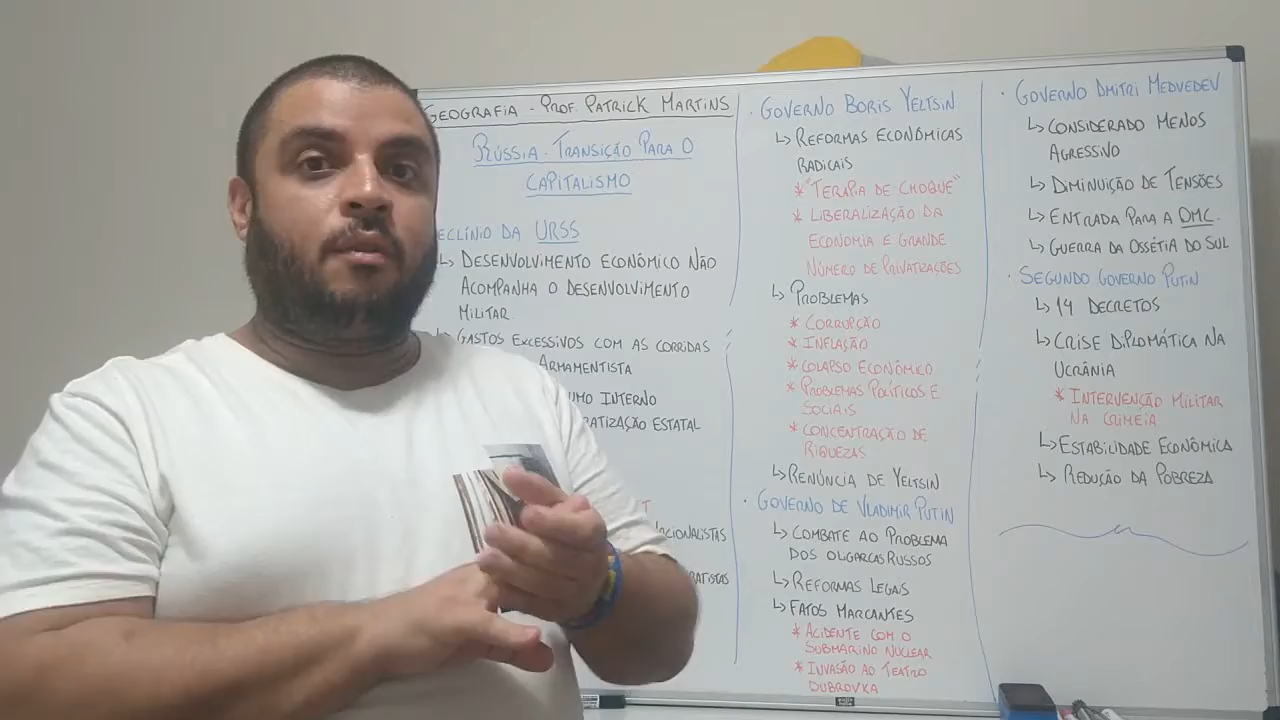 GEOGRAFIA - PROF. PATRICK MARTINS
RÚSSIA - TRANSIÇÃO PARA O
CAPITALISMO
ECLÍNIO DA URSS
↳ DESENVOLVIMENTO ECONÔMICO NÃO
ACOMPANHA O DESENVOLVIMENTO
MILITAR
↳ GASTOS EXCESSIVOS COM AS CORRIDAS
ARMAMENTISTA
UMO INTERNO
RATIZAÇÃO ESTATAL
T
ACIONALISTAS
RATISTAS
· GOVERNO BORIS YELTSIN
↳ REFORMAS ECONÔMICAS
RADICAIS
* "TERAPIA DE CHOQUE"
* LIBERALIZAÇÃO DA
ECONOMIA E GRANDE
NÚMERO DE PRIVATIZAÇÕES
↳ PROBLEMAS
* CORRUPÇÃO
* INFLAÇÃO
* COLAPSO ECONÔMICO
* PROBLEMAS POLÍTICOS E
SOCIAIS
* CONCENTRAÇÃO DE
RIQUEZAS
↳ RENÚNCIA DE YELTSIN
· GOVERNO DE VLADIMIR PUTIN
↳ COMBATE AO PROBLEMA
DOS OLIGARCAS RUSSOS
↳ REFORMAS LEGAIS
↳ FATOS MARCANTES
* ACIDENTE COM O
SUBMARINO NUCLEAR
* INVASÃO AO TEATRO
DUBROVKA
· GOVERNO DMITRI MEDVEDEV
↳ CONSIDERADO MENOS
AGRESSIVO
↳ DIMINUIÇÃO DE TENSÕES
↳ ENTRADA PARA A OMC.
↳ GUERRA DA OSSÉTIA DO SUL
· SEGUNDO GOVERNO PUTIN
↳ 14 DECRETOS
↳ CRISE DIPLOMÁTICA NA
UCRÂNIA
* INTERVENÇÃO MILITAR
NA CRIMEIA
↳ ESTABILIDADE ECONÔMICA
↳ REDUÇÃO DA POBREZA